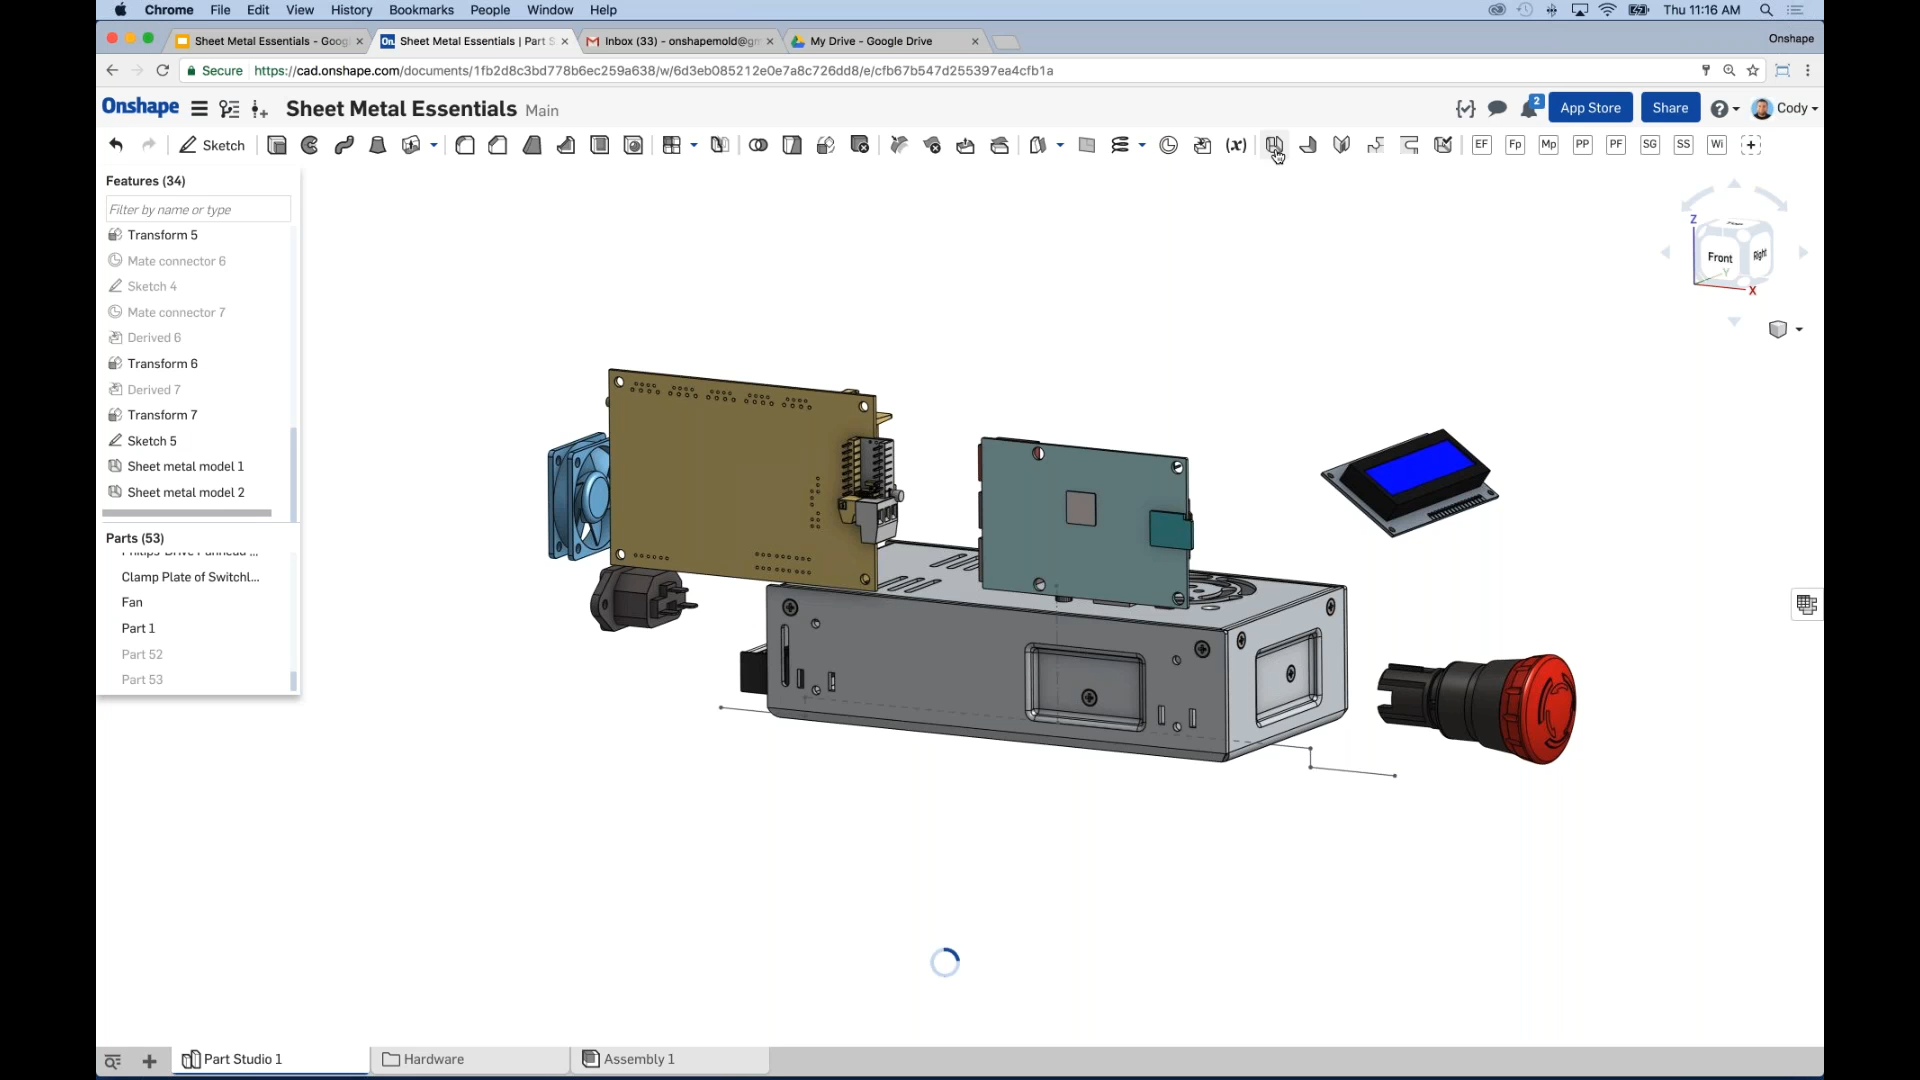 Chrome File Edit View History Bookmarks People Window Help Thu 11:16 AM
Sheet Metal Essentials - Goog On. Sheet Metal Essentials | Part S Inbox (33) - onshapemold@gm My Drive - Google Drive Onshape
Secure https://cad.onshape.com/documents/1fb2d8c3bd778b6ec259a638/w/6d3eb085212e0e7a8c726dd8/e/cfb67b547d255397ea4cfb1a
Onshape Sheet Metal Essentials Main 2 App Store Share Cody
Sketch (x) EF Fp Mp PP PF SG SS Wi
Features (34)
Filter by name or type
Transform 5
Mate connector 6
Sketch 4
Mate connector 7
Derived 6
Transform 6
Derived 7
Transform 7
Sketch 5
Sheet metal model 1
Sheet metal model 2
Parts (53)
Clamp Plate of Switchl...
Fan
Part 1
Part 52
Part 53
Z
Front Right
Y
X
Part Studio 1 Hardware Assembly 1